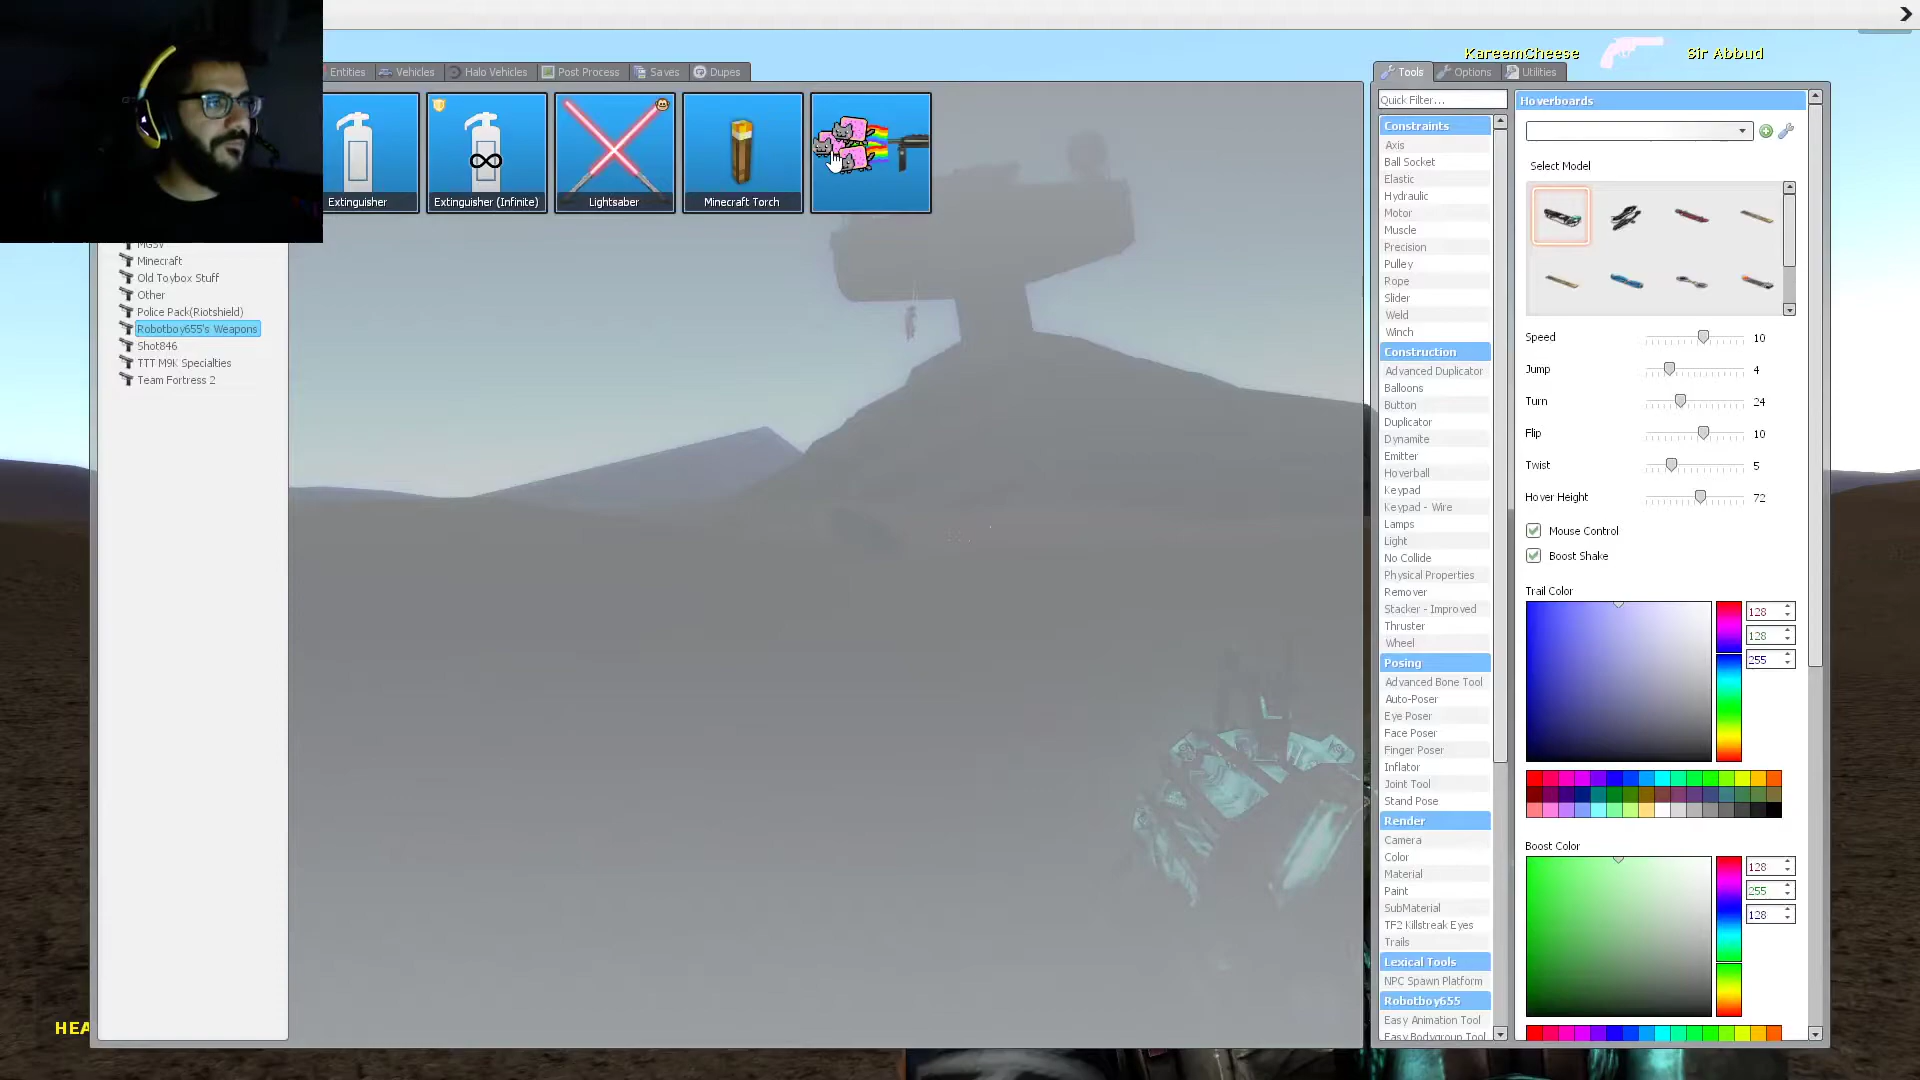 KareemCheese
Sir Abbud
Entities
Vehicles
Halo Vehicles
Post Process
Saves
Dupes
Extinguisher
Extinguisher (Infinite)
Lightsaber
Minecraft Torch
MGSV
Minecraft
Old Toybox Stuff
Other
Police Pack(Riotshield)
Robotboy655's Weapons
Shot846
TTT M9K Specialties
Team Fortress 2
HEA
Tools
Options
Utilities
Quick Filter...
Constraints
Axis
Ball Socket
Elastic
Hydraulic
Motor
Muscle
Precision
Pulley
Rope
Slider
Weld
Winch
Construction
Advanced Duplicator
Balloons
Button
Duplicator
Dynamite
Emitter
Hoverball
Keypad
Keypad - Wire
Lamps
Light
No Collide
Physical Properties
Remover
Stacker - Improved
Thruster
Wheel
Posing
Advanced Bone Tool
Auto-Poser
Eye Poser
Face Poser
Finger Poser
Inflator
Joint Tool
Stand Pose
Render
Camera
Color
Material
Paint
SubMaterial
TF2 Killstreak Eyes
Trails
Lexical Tools
NPC Spawn Platform
Robotboy655
Easy Animation Tool
Easy Bodygroup Tool
Hoverboards
Select Model
Speed 10
Jump 4
Turn 24
Flip 10
Twist 5
Hover Height 72
Mouse Control
Boost Shake
Trail Color
128
128
255
Boost Color
128
255
128